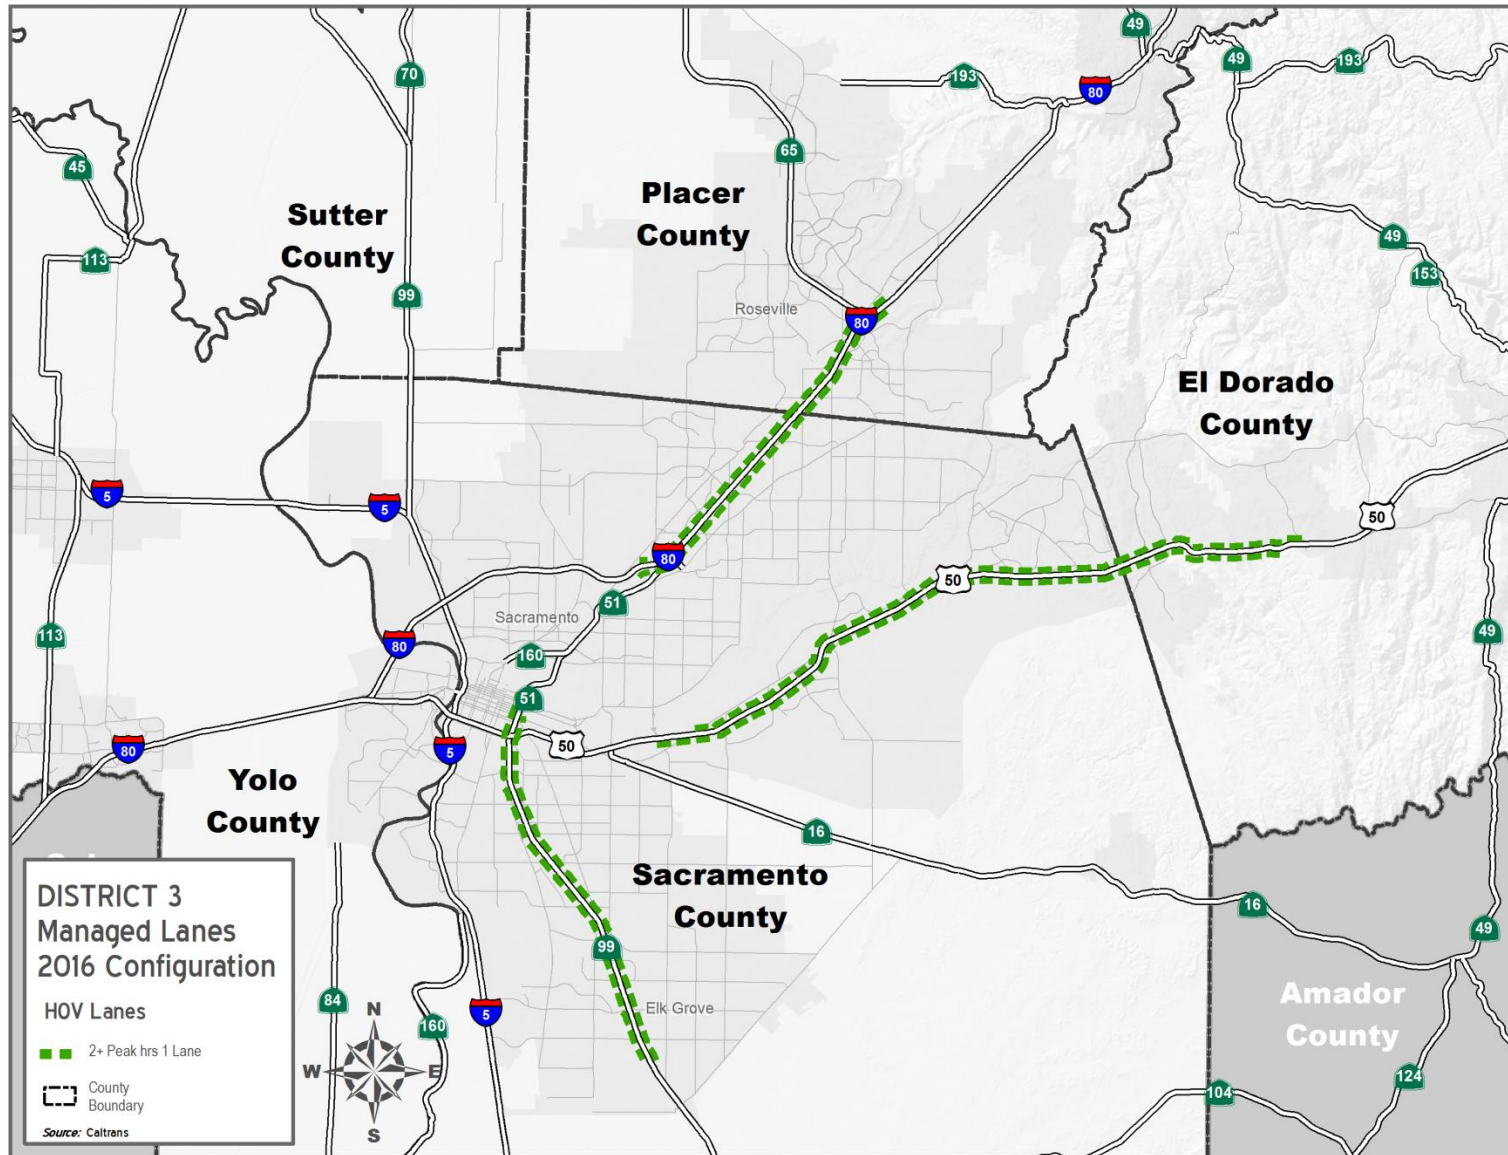 49
49
193
193
70
80
65
45
Placer
County
Sutter
County
49
113
153
99
Roseville
80
El Dorado
County
5
5
50
80
50
51
Sacramento
113
49
80
160
51
80
5
50
Yolo
County
16
Sacramento
County
16
49
99
DISTRICT 3
Managed Lanes
2016 Configuration
HOV Lanes
2+ Peak hrs 1 Lane
County
Boundary
Source: Caltrans
84
N
W
E
S
160
5
Elk Grove
Amador
County
104
124